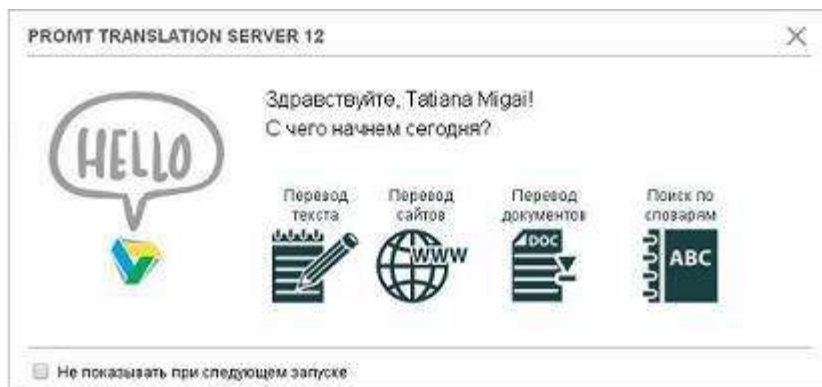 PROMT TRANSLATION SERVER 12
HELLO
Здравствуйте, Tatiana Migai!
С чего начнем сегодня?
Перевод текста
Перевод сайтов
Перевод документов
Поиск по словарям
WWW
DOC
ABC
Не показывать при следующем запуске